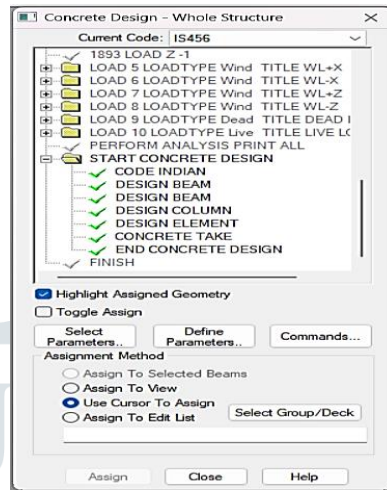 Concrete Design - Whole Structure
Current Code: IS456
1893 LOAD Z -1
LOAD 5 LOADTYPE Wind TITLE WL+X
LOAD 6 LOADTYPE Wind TITLE WL-X
LOAD 7 LOADTYPE Wind TITLE WL+Z
LOAD 8 LOADTYPE Wind TITLE WL-Z
LOAD 9 LOADTYPE Dead TITLE DEAD
LOAD 10 LOADTYPE Live TITLE LIVE
PERFORM ANALYSIS PRINT ALL
START CONCRETE DESIGN
CODE INDIAN
DESIGN BEAM
DESIGN BEAM
DESIGN COLUMN
DESIGN ELEMENT
CONCRETE TAKE
END CONCRETE DESIGN
FINISH
Highlight Assigned Geometry
Toggle Assign
Select Parameters..
Define Parameters..
Commands...
Assignment Method
Assign To Selected Beams
Assign To View
Use Cursor To Assign
Assign To Edit List
Select Group/Deck
Assign Close Help